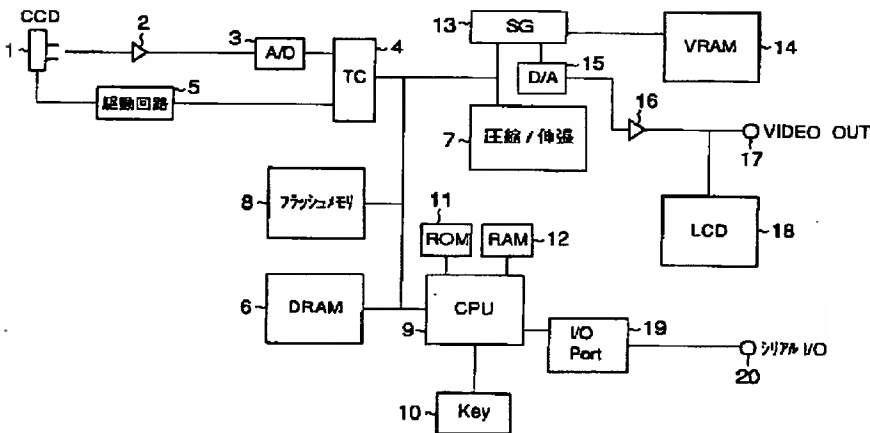 CCD
1
2
3
A/D
4
TC
5
駆動回路
13
SG
VRAM
14
15
D/A
16
VIDEO OUT
17
7
圧縮 / 伸張
8
フラッシュメモリ
11
ROM
RAM
12
LCD
18
6
DRAM
CPU
9
I/O
Port
19
シリアル I/O
20
10
Key